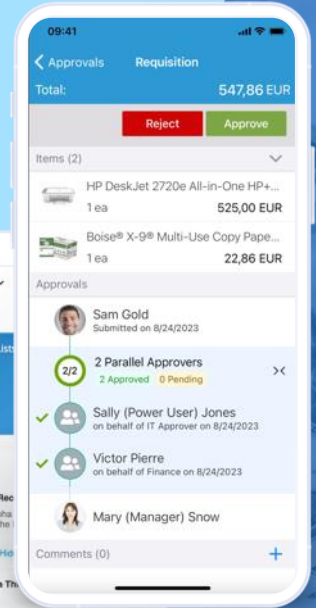 09:41
Approvals Requisition
Total: 547,86 EUR
Reject Approve
Items (2)
HP DeskJet 2720e All-in-One HP+...
1 ea 525,00 EUR
Boise® X-9® Multi-Use Copy Pape...
1 ea 22,86 EUR
Approvals
Sam Gold
Submitted on 8/24/2023
2/2 2 Parallel Approvers
2 Approved 0 Pending
Sally (Power User) Jones
on behalf of IT Approver on 8/24/2023
Victor Pierre
on behalf of Finance on 8/24/2023
Mary (Manager) Snow
Comments (0) +